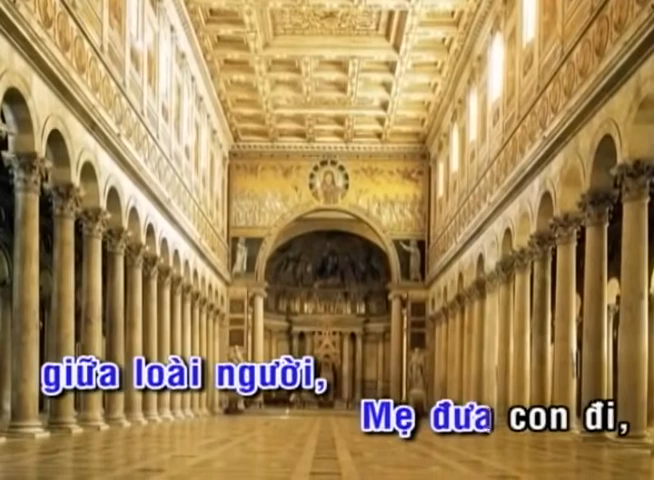 giữa loài người,
Mẹ đưa con đi,